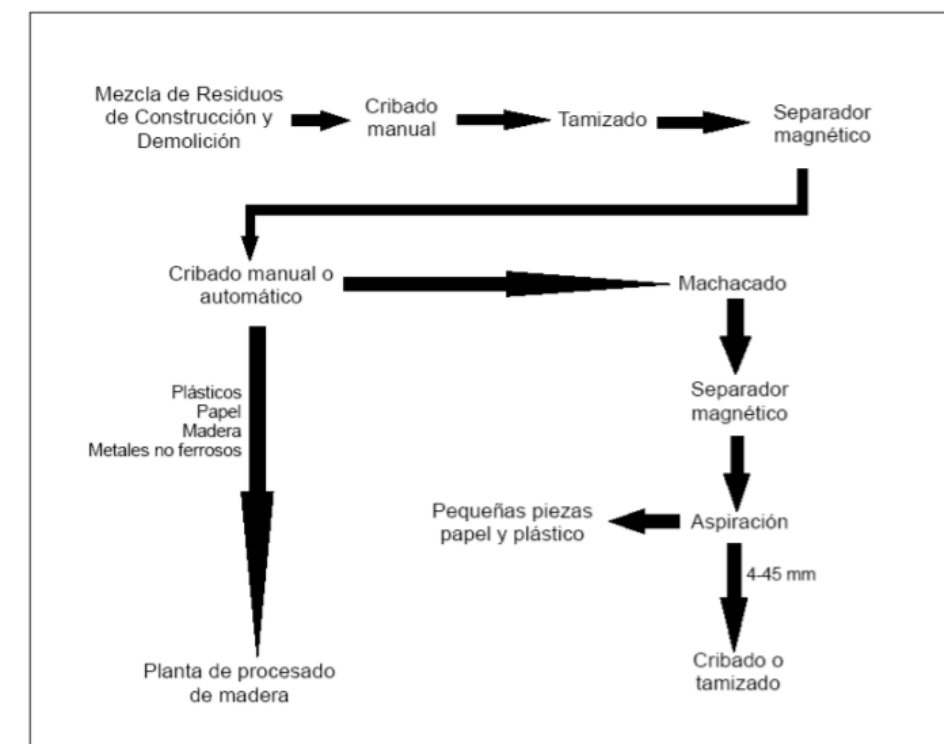 Mezcla de Residuos
de Construcción y
Demolición
Cribado
manual
Tamizado
Separador
magnético
Cribado manual o
automático
Machacado
Plásticos
Papel
Madera
Metales no ferrosos
Separador
magnético
Pequeñas piezas
papel y plástico
Aspiración
4-45 mm
Planta de procesado
de madera
Cribado o
tamizado